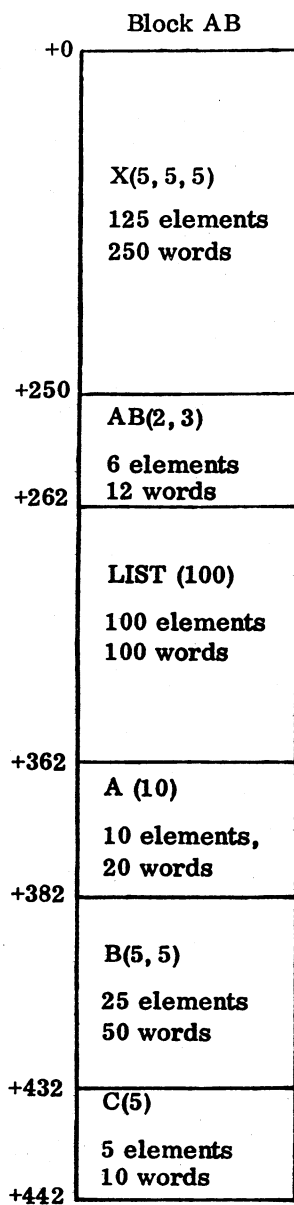 Block AB
+0
X(5, 5, 5)
125 elements
250 words
+250
AB(2, 3)
6 elements
12 words
+262
LIST (100)
100 elements
100 words
+362
A (10)
10 elements,
20 words
+382
B(5, 5)
25 elements
50 words
+432
C(5)
5 elements
10 words
+442